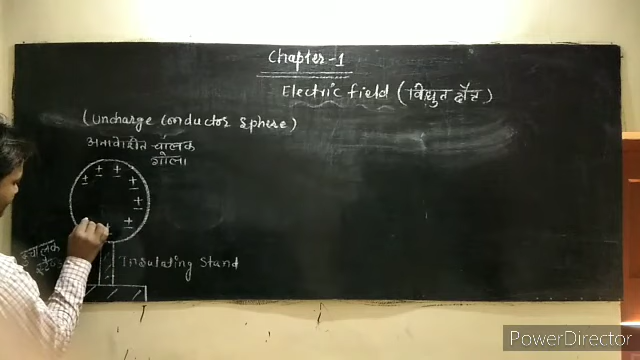 Chapter-1
Electric field (विधुत क्षेत्र)
(Uncharge Conductor Sphere)
अनावेशीत चालक
गोला
± ± ± ± ± ± ±
Insulating Stand
PowerDirector